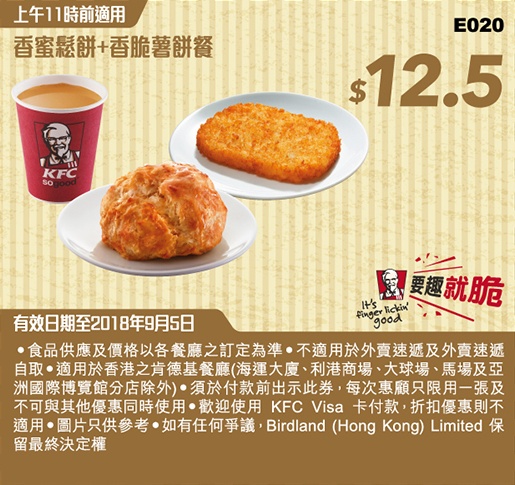 上午11時前適用
E020
香蜜鬆餅+香脆薯餅餐
$12.5
KFC
so good
It's
finger lickin'
good
要趣就脆
有效日期至2018年9月5日
●食品供應及價格以各餐廳之訂定為準●不適用於外賣速遞及外賣速遞
自取●適用於香港之肯德基餐廳(海運大廈、利港商場、大球場、馬場及亞
洲國際博覽館分店除外)●須於付款前出示此券，每次惠顧只限用一張及
不可與其他優惠同時使用●歡迎使用 KFC Visa 卡付款，折扣優惠則不
適用●圖片只供參考●如有任何爭議，Birdland (Hong Kong) Limited 保
留最終決定權